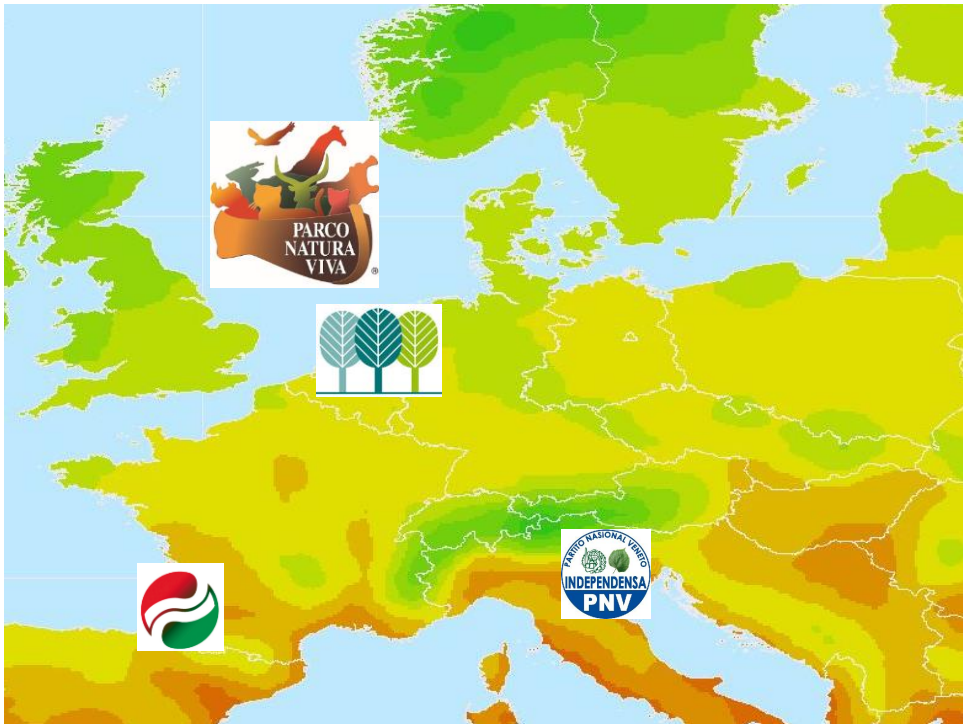 PARCO
NATURA
VIVA
®
PARTITO NASIONAL VENETO
INDEPENDENSA
PNV